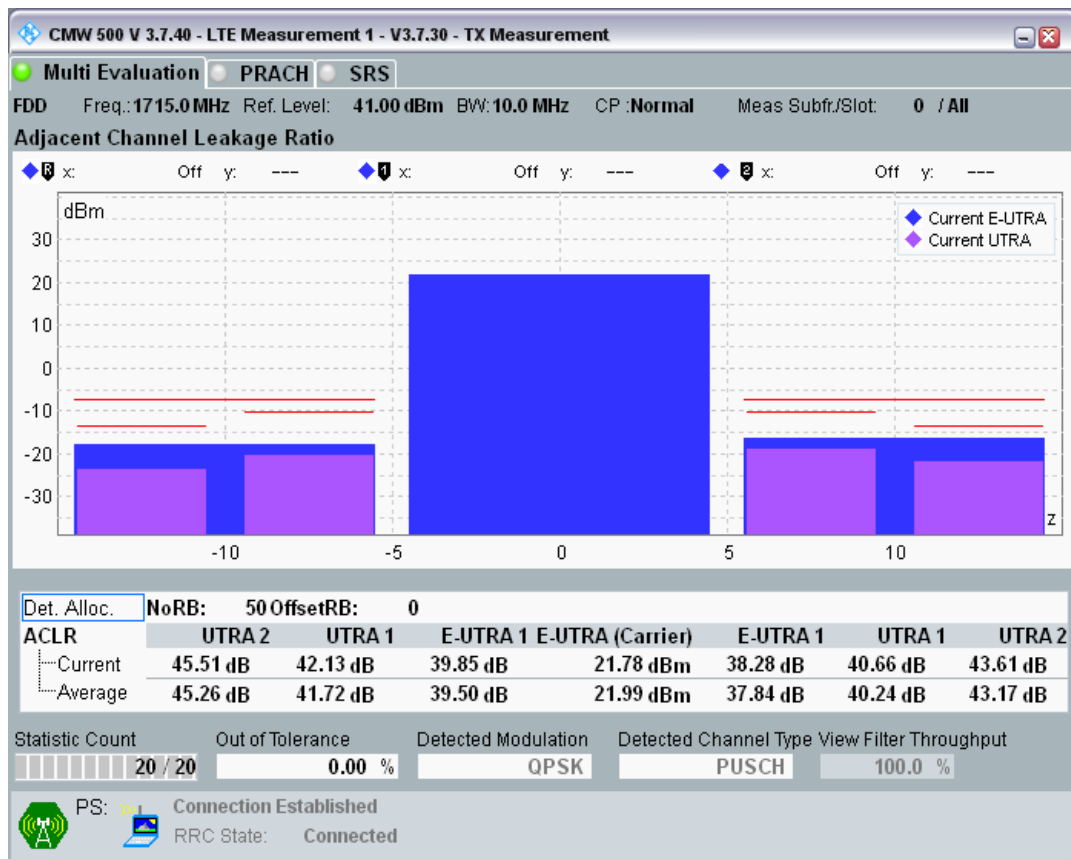 CMW 500 V 3.7.40 - LTE Measurement 1 - V3.7.30 - TX Measurement
Multi Evaluation PRACH SRS
FDD Freq.:1715.0 MHz Ref. Level: 41.00 dBm BW:10.0 MHz CP :Normal Meas Subfr./Slot: 0 / All
Adjacent Channel Leakage Ratio
R x: Off y: --- 1 x: Off y: --- 2 x: Off y: ---
dBm
Current E-UTRA
Current UTRA
30
20
10
0
-10
-20
-30
z
-10 -5 0 5 10
Det. Alloc. NoRB: 50 OffsetRB: 0
ACLR UTRA 2 UTRA 1 E-UTRA 1 E-UTRA (Carrier) E-UTRA 1 UTRA 1 UTRA 2
Current 45.51 dB 42.13 dB 39.85 dB 21.78 dBm 38.28 dB 40.66 dB 43.61 dB
Average 45.26 dB 41.72 dB 39.50 dB 21.99 dBm 37.84 dB 40.24 dB 43.17 dB
Statistic Count Out of Tolerance Detected Modulation Detected Channel Type View Filter Throughput
20 / 20 0.00 % QPSK PUSCH 100.0 %
PS: Connection Established
RRC State: Connected